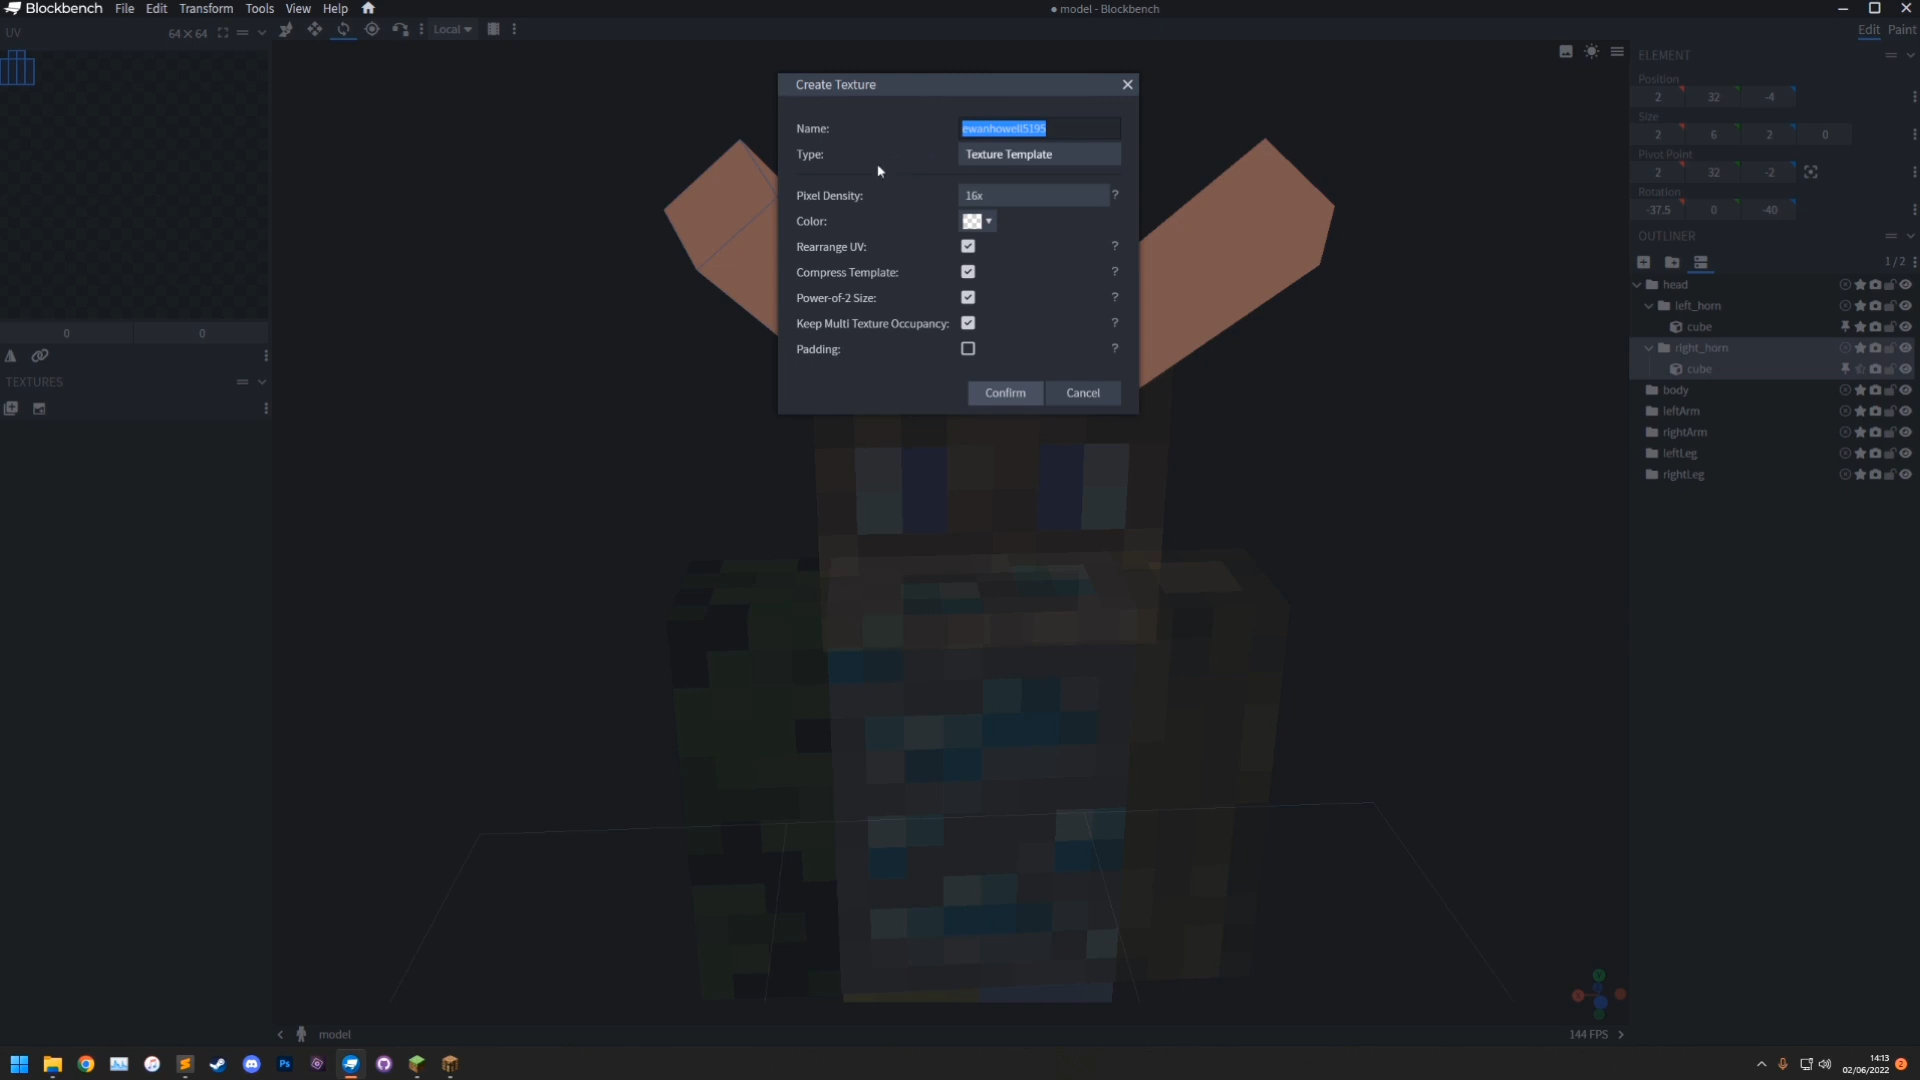 Blockbench File Edit Transform Tools View Help
model - Blockbench
UV
64×64
Local
Edit Paint
Create Texture
Name: ewanhowell5195
Type: Texture Template
Pixel Density: 16x ?
Color:
Rearrange UV: ?
Compress Template: ?
Power-of-2 Size: ?
Keep Multi Texture Occupancy: ?
Padding: ?
Confirm Cancel
0 0
TEXTURES
ELEMENT
Position
2 32 -4
Size
2 6 2 0
Pivot Point
2 32 -2
Rotation
-37.5 0 -40
OUTLINER
1/2
head
left_horn
cube
right_horn
cube
body
leftArm
rightArm
leftLeg
rightLeg
model
144 FPS
Ps
14:13
02/06/2022
2